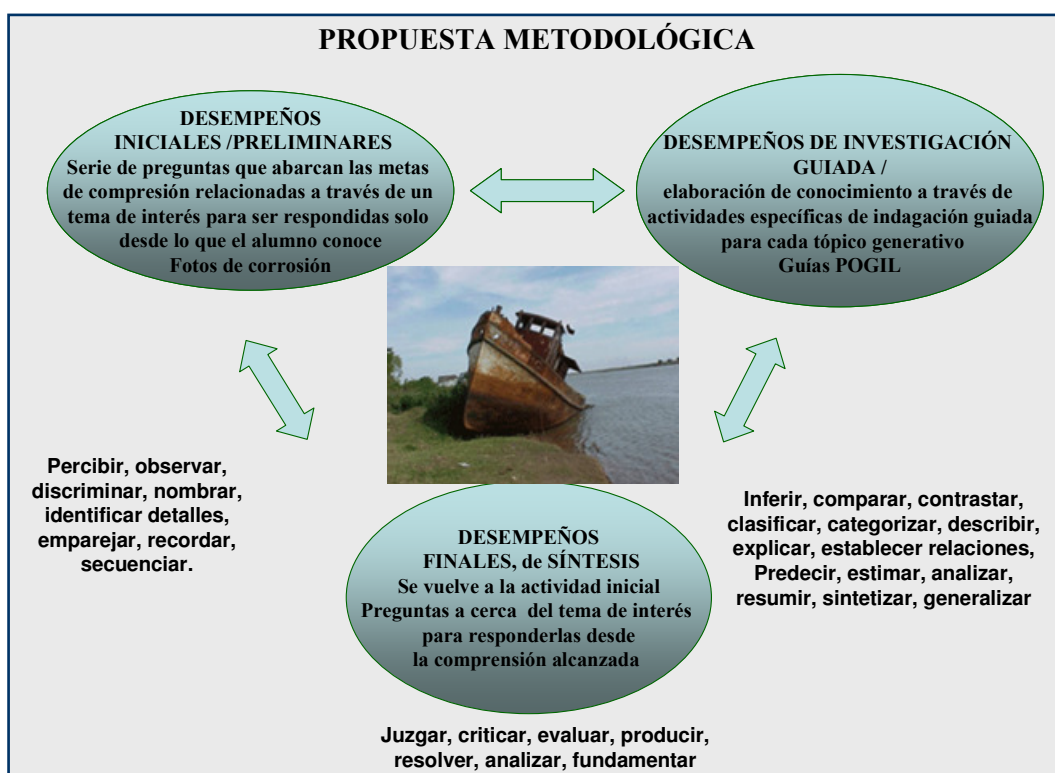 PROPUESTA METODOLÓGICA
DESEMPEÑOS
INICIALES /PRELIMINARES
Serie de preguntas que abarcan las metas
de compresión relacionadas a través de un
tema de interés para ser respondidas solo
desde lo que el alumno conoce
Fotos de corrosión
DESEMPEÑOS DE INVESTIGACIÓN
GUIADA /
elaboración de conocimiento a través de
actividades específicas de indagación guiada
para cada tópico generativo
Guías POGIL
Percibir, observar,
discriminar, nombrar,
identificar detalles,
emparejar, recordar,
secuenciar.
Inferir, comparar, contrastar,
clasificar, categorizar, describir,
explicar, establecer relaciones,
Predecir, estimar, analizar,
resumir, sintetizar, generalizar
DESEMPEÑOS
FINALES, de SÍNTESIS
Se vuelve a la actividad inicial
Preguntas a cerca del tema de interés
para responderlas desde
la comprensión alcanzada
Juzgar, criticar, evaluar, producir,
resolver, analizar, fundamentar